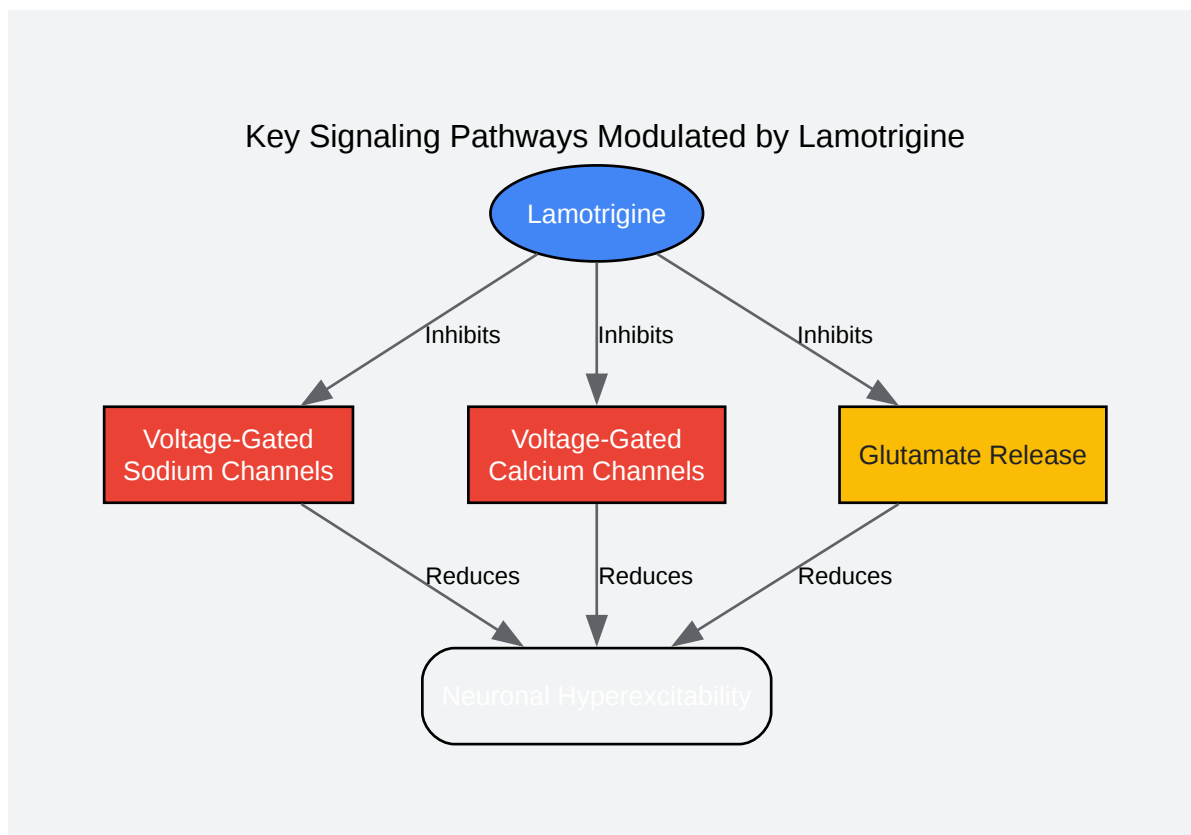 Key Signaling Pathways Modulated by Lamotrigine
Lamotrigine
Inhibits
Inhibits
Inhibits
Voltage-Gated
Sodium Channels
Voltage-Gated
Calcium Channels
Glutamate Release
Reduces
Reduces
Reduces
Neuronal Hyperexcitability